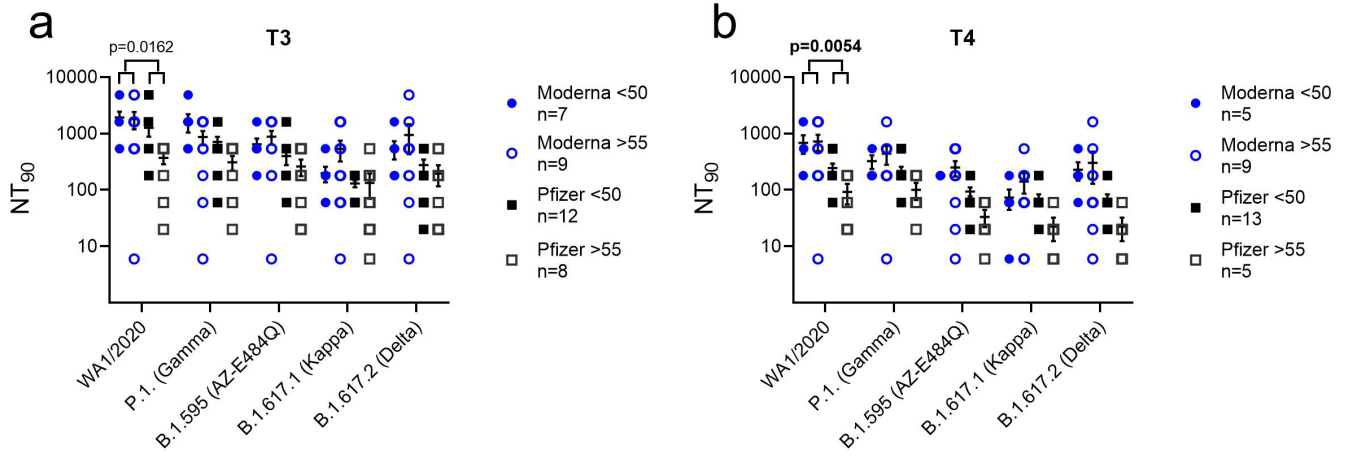 a
T3
p=0.0162
10000
1000
100
10
NT90
WA1/2020
P.1. (Gamma)
B.1.595 (AZ-E484Q)
B.1.617.1 (Kappa)
B.1.617.2 (Delta)
Moderna <50
n=7
Moderna >55
n=9
Pfizer <50
n=12
Pfizer >55
n=8
b
T4
p=0.0054
10000
1000
100
10
NT90
WA1/2020
P.1. (Gamma)
B.1.595 (AZ-E484Q)
B.1.617.1 (Kappa)
B.1.617.2 (Delta)
Moderna <50
n=5
Moderna >55
n=9
Pfizer <50
n=13
Pfizer >55
n=5